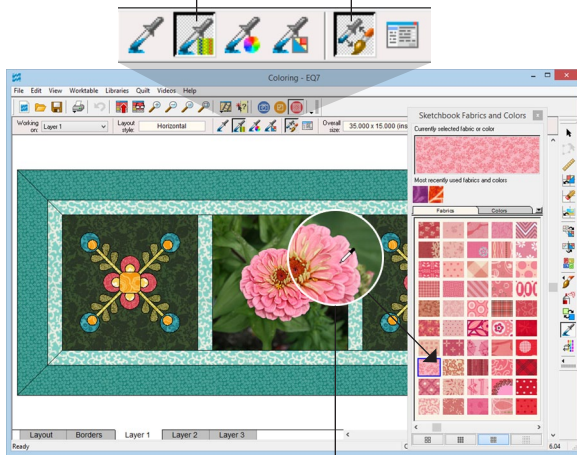 Coloring - EQ7
File Edit View Worktable Libraries Quilt Videos Help
Working on: Layer 1
Layout style: Horizontal
Overall size: 35.000 x 15.000 (ins
Sketchbook Fabrics and Colors
Currently selected fabric or color
Most recently used fabrics and colors
Fabrics Colors
Layout Borders Layer 1 Layer 2 Layer 3
Ready
6.04